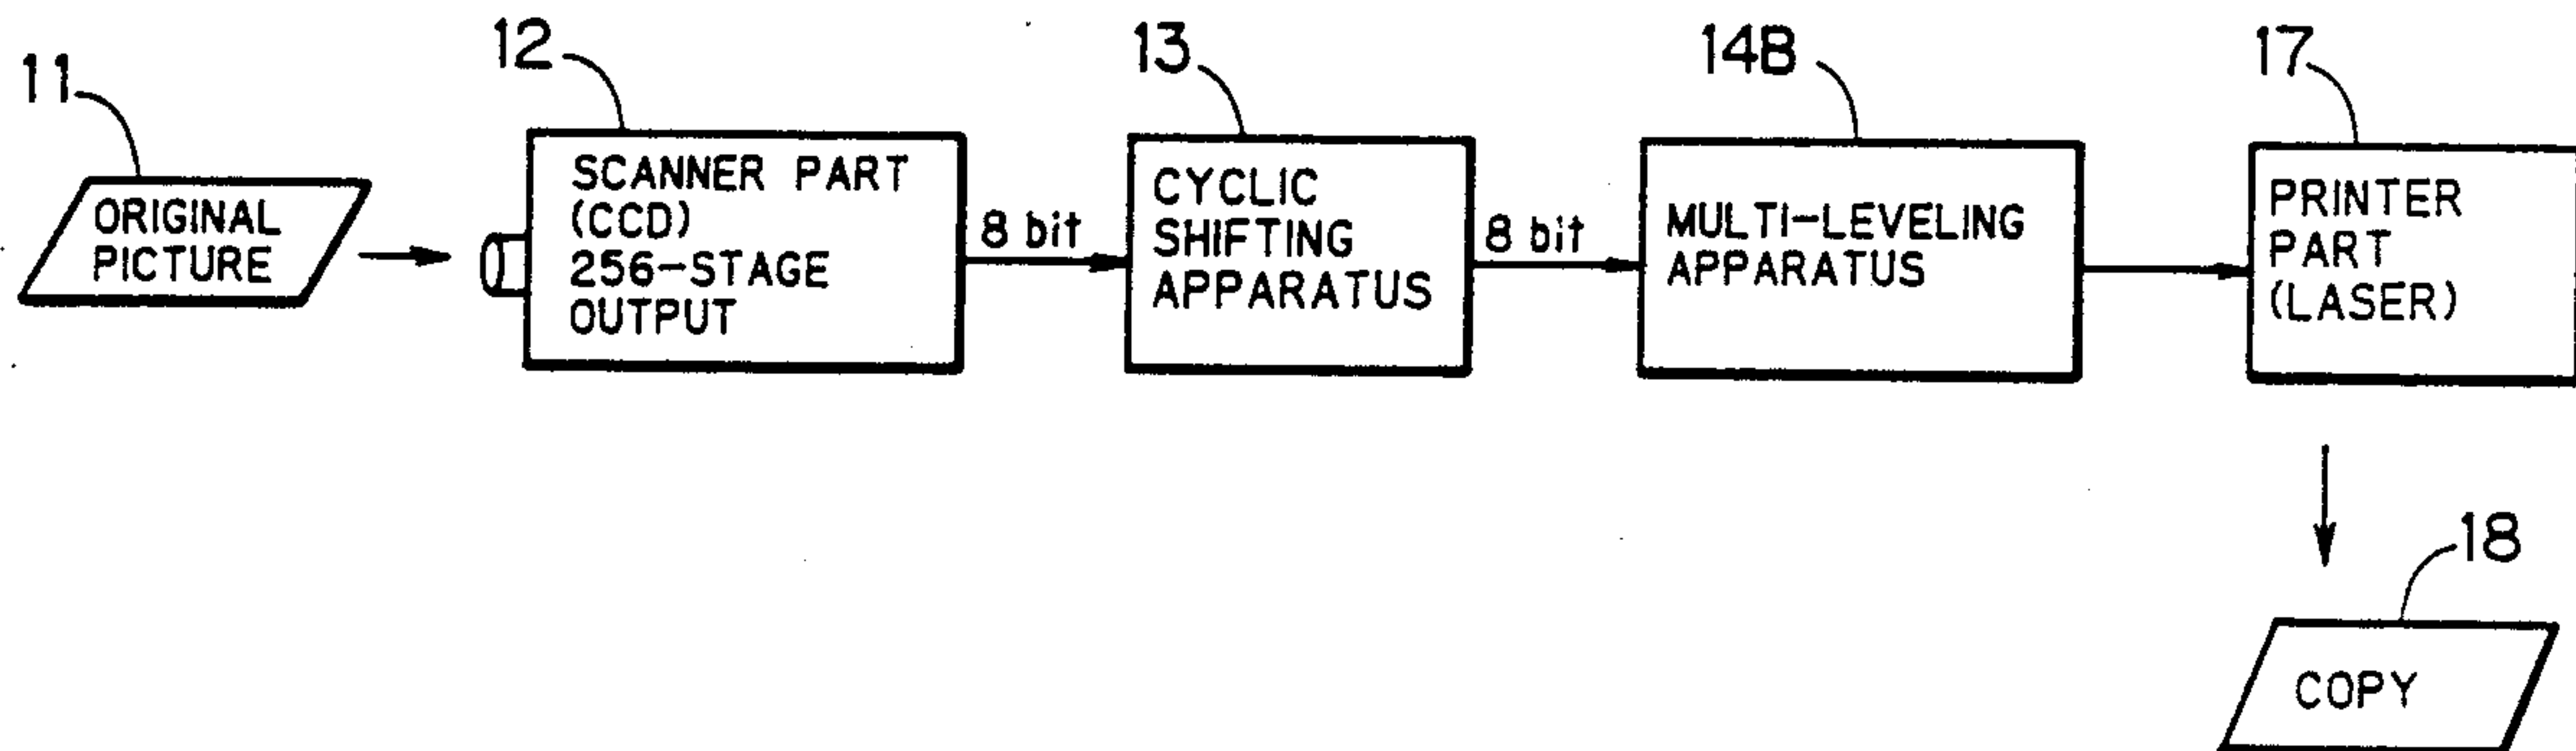 11
ORIGINAL
PICTURE
12
SCANNER PART
(CCD)
256-STAGE
OUTPUT
8 bit
13
CYCLIC
SHIFTING
APPARATUS
8 bit
14B
MULTI-LEVELING
APPARATUS
17
PRINTER
PART
(LASER)
18
COPY